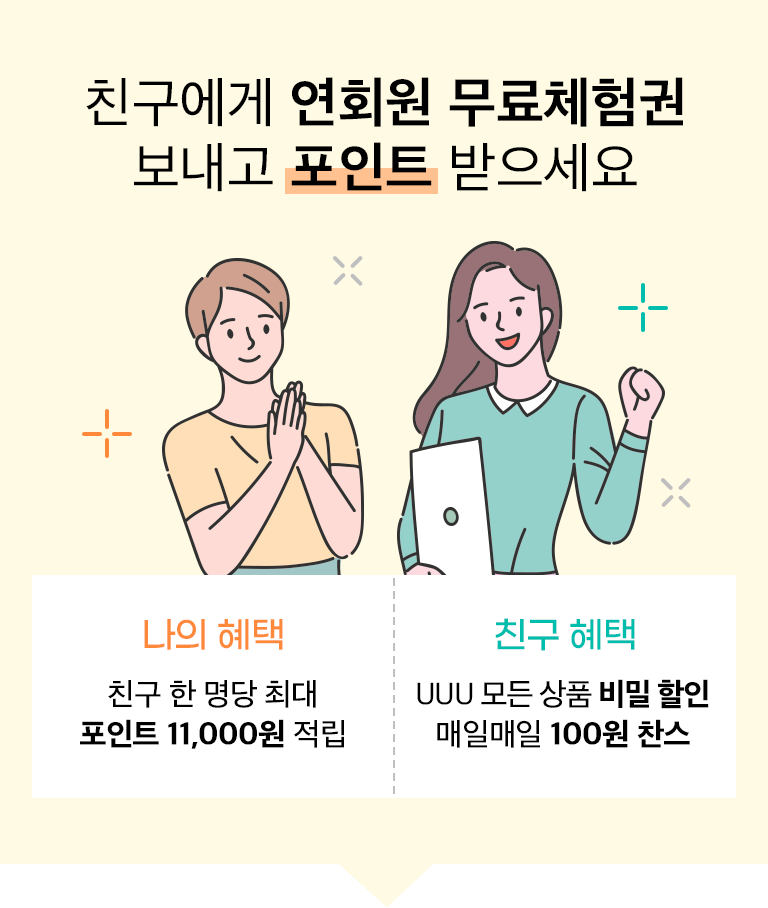 친구에게 연회원 무료체험권
보내고 포인트 받으세요
나의 혜택
친구 한 명당 최대
포인트 11,000원 적립
친구 혜택
UUU 모든 상품 비밀 할인
매일매일 100원 찬스